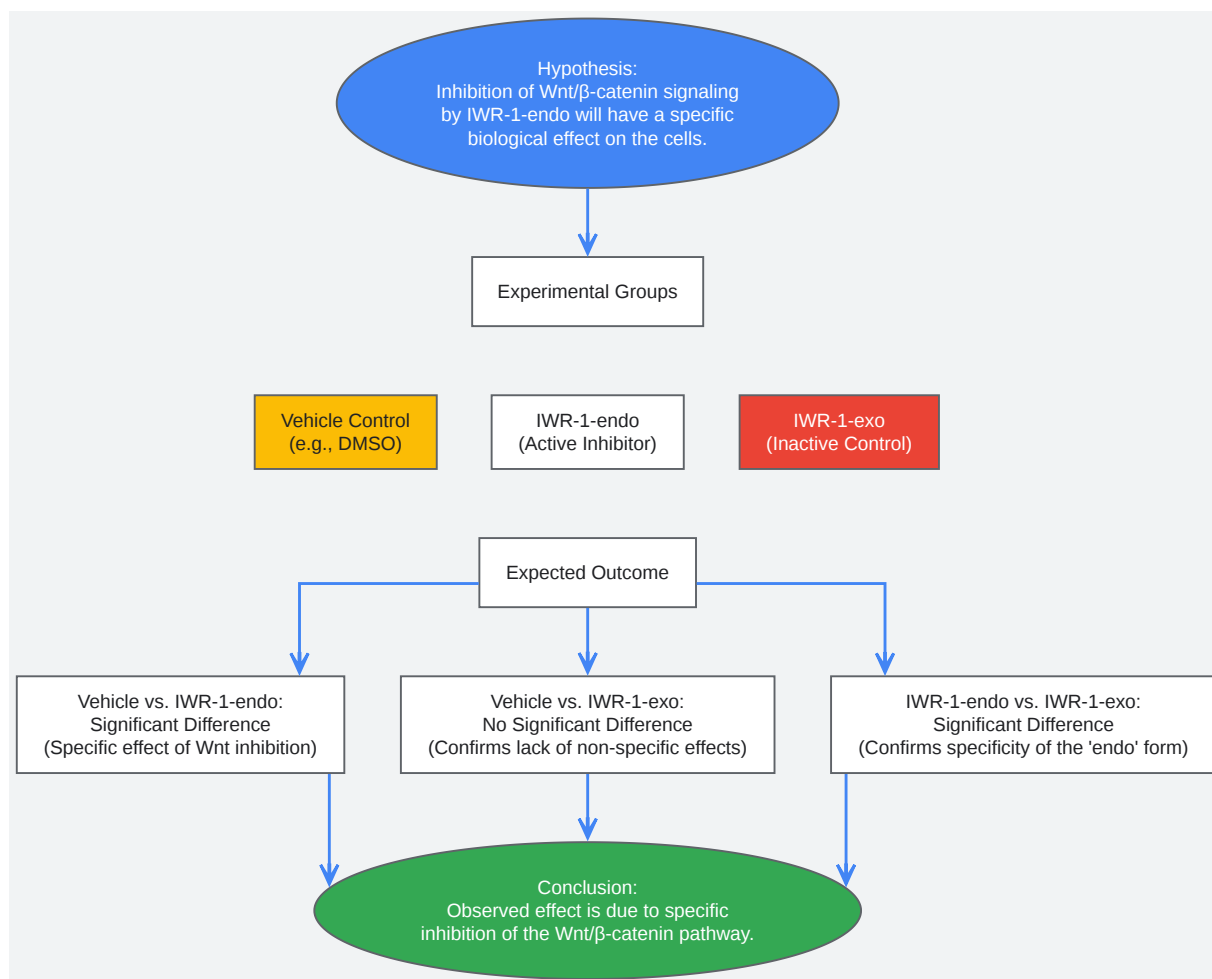 Hypothesis:
Inhibition of Wnt/β-catenin signaling
by IWR-1-endo will have a specific
biological effect on the cells.
Experimental Groups
Vehicle Control
(e.g., DMSO)
IWR-1-endo
(Active Inhibitor)
IWR-1-exo
(Inactive Control)
Expected Outcome
Vehicle vs. IWR-1-endo:
Significant Difference
(Specific effect of Wnt inhibition)
Vehicle vs. IWR-1-exo:
No Significant Difference
(Confirms lack of non-specific effects)
IWR-1-endo vs. IWR-1-exo:
Significant Difference
(Confirms specificity of the 'endo' form)
Conclusion:
Observed effect is due to specific
inhibition of the Wnt/β-catenin pathway.